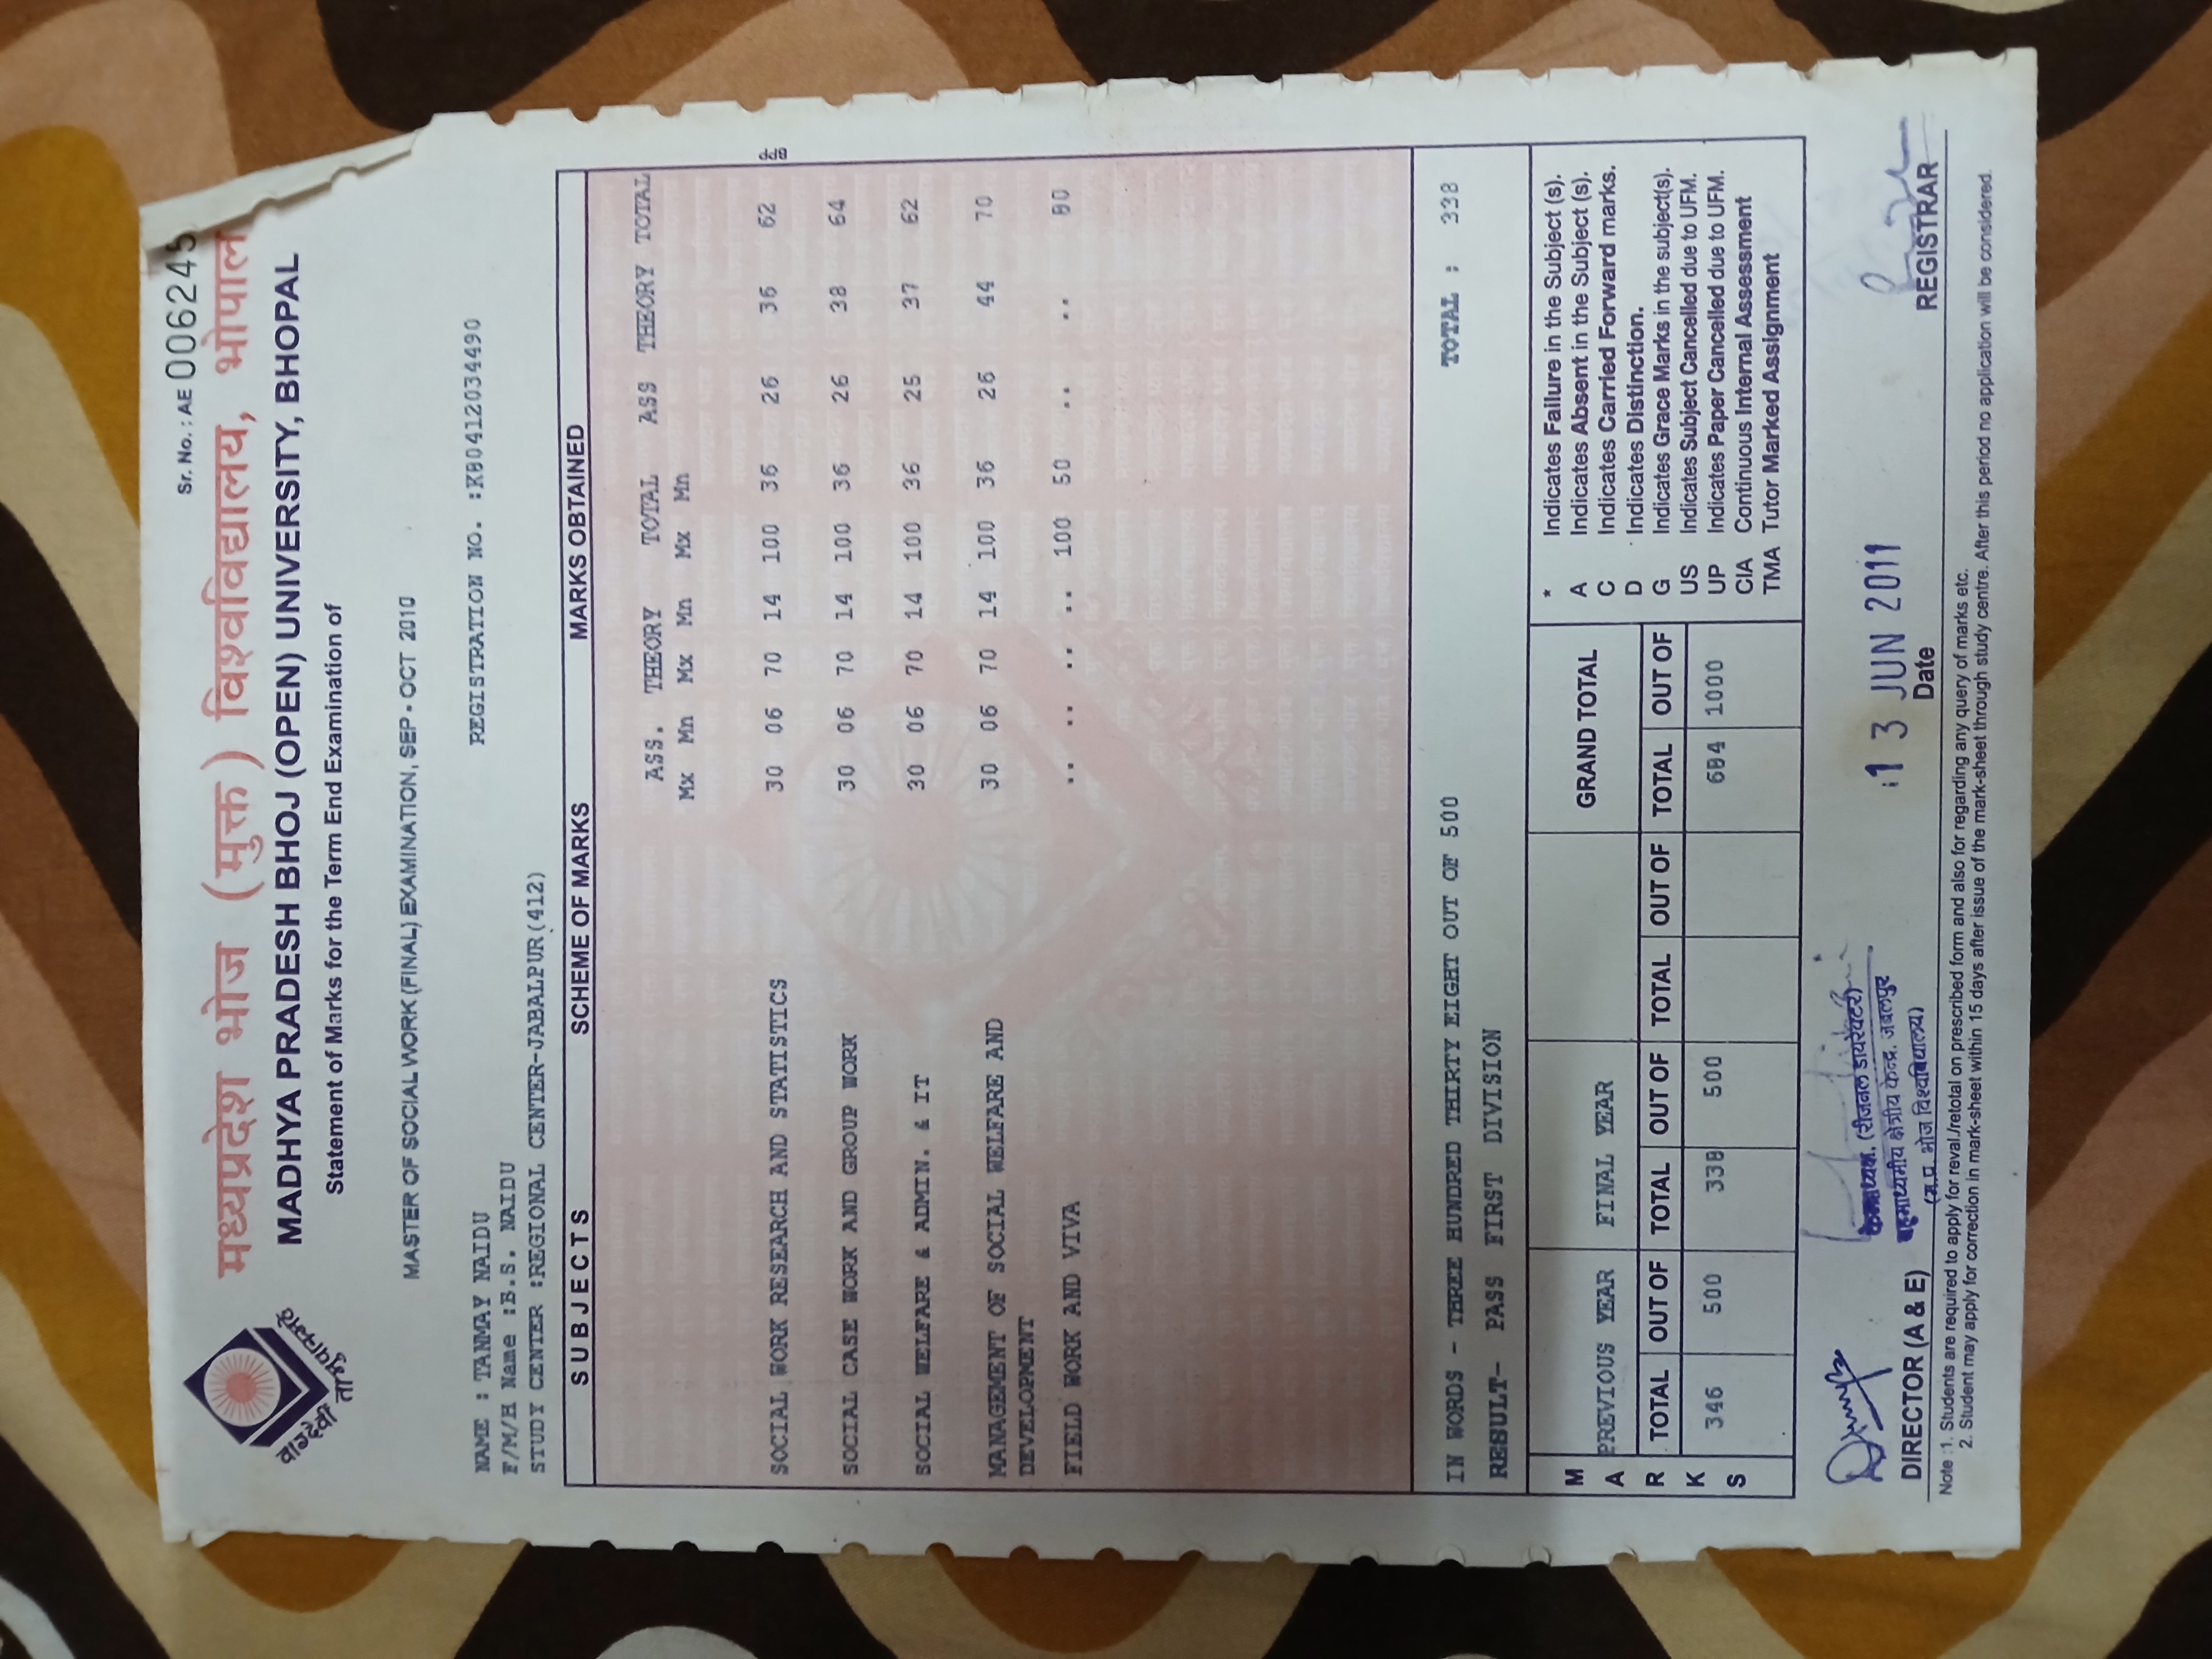 Sr. No. : AE 0062245
मध्यप्रदेश भोज (मुक्त) विश्वविद्यालय, भोपाल
MADHYA PRADESH BHOJ (OPEN) UNIVERSITY, BHOPAL
Statement of Marks for the Term End Examination of
MASTER OF SOCIAL WORK (FINAL) EXAMINATION, SEP - OCT 2010
NAME : TANMAY NAIDU REGISTRATION NO. :KB0412034490
F/M/H Name :B.S. NAIDU
STUDY CENTER :REGIONAL CENTER-JABALPUR(412)
SUBJECTS SCHEME OF MARKS MARKS OBTAINED
ASS. THEORY TOTAL ASS THEORY TOTAL
Mx Mn Mx Mn Mx Mn
SOCIAL WORK RESEARCH AND STATISTICS 30 06 70 14 100 36 26 36 62
SOCIAL CASE WORK AND GROUP WORK 30 06 70 14 100 36 26 38 64
SOCIAL WELFARE & ADMIN. & IT 30 06 70 14 100 36 25 37 62
MANAGEMENT OF SOCIAL WELFARE AND 30 06 70 14 100 36 26 44 70
DEVELOPMENT
FIELD WORK AND VIVA .. .. .. .. 100 50 .. .. 80
IN WORDS - THREE HUNDRED THIRTY EIGHT OUT OF 500 TOTAL : 338
RESULT- PASS FIRST DIVISION
MARKS
PREVIOUS YEAR FINAL YEAR GRAND TOTAL
TOTAL OUT OF TOTAL OUT OF TOTAL OUT OF TOTAL OUT OF
346 500 338 500 684 1000
* Indicates Failure in the Subject (s).
A Indicates Absent in the Subject (s).
C Indicates Carried Forward marks.
D Indicates Distinction.
G Indicates Grace Marks in the subject(s).
US Indicates Subject Cancelled due to UFM.
UP Indicates Paper Cancelled due to UFM.
CIA Continuous Internal Assessment
TMA Tutor Marked Assignment
(रीजनल डायरेक्टर)
बहुमाध्यमीय क्षेत्रीय केन्द्र, जबलपुर
(म.प्र. भोज विश्वविद्यालय)
13 JUN 2011
DIRECTOR (A & E) Date REGISTRAR
Note :1. Students are required to apply for reval./retotal on prescribed form and also for regarding any query of marks etc.
2. Student may apply for correction in mark-sheet within 15 days after issue of the mark-sheet through study centre. After this period no application will be considered.